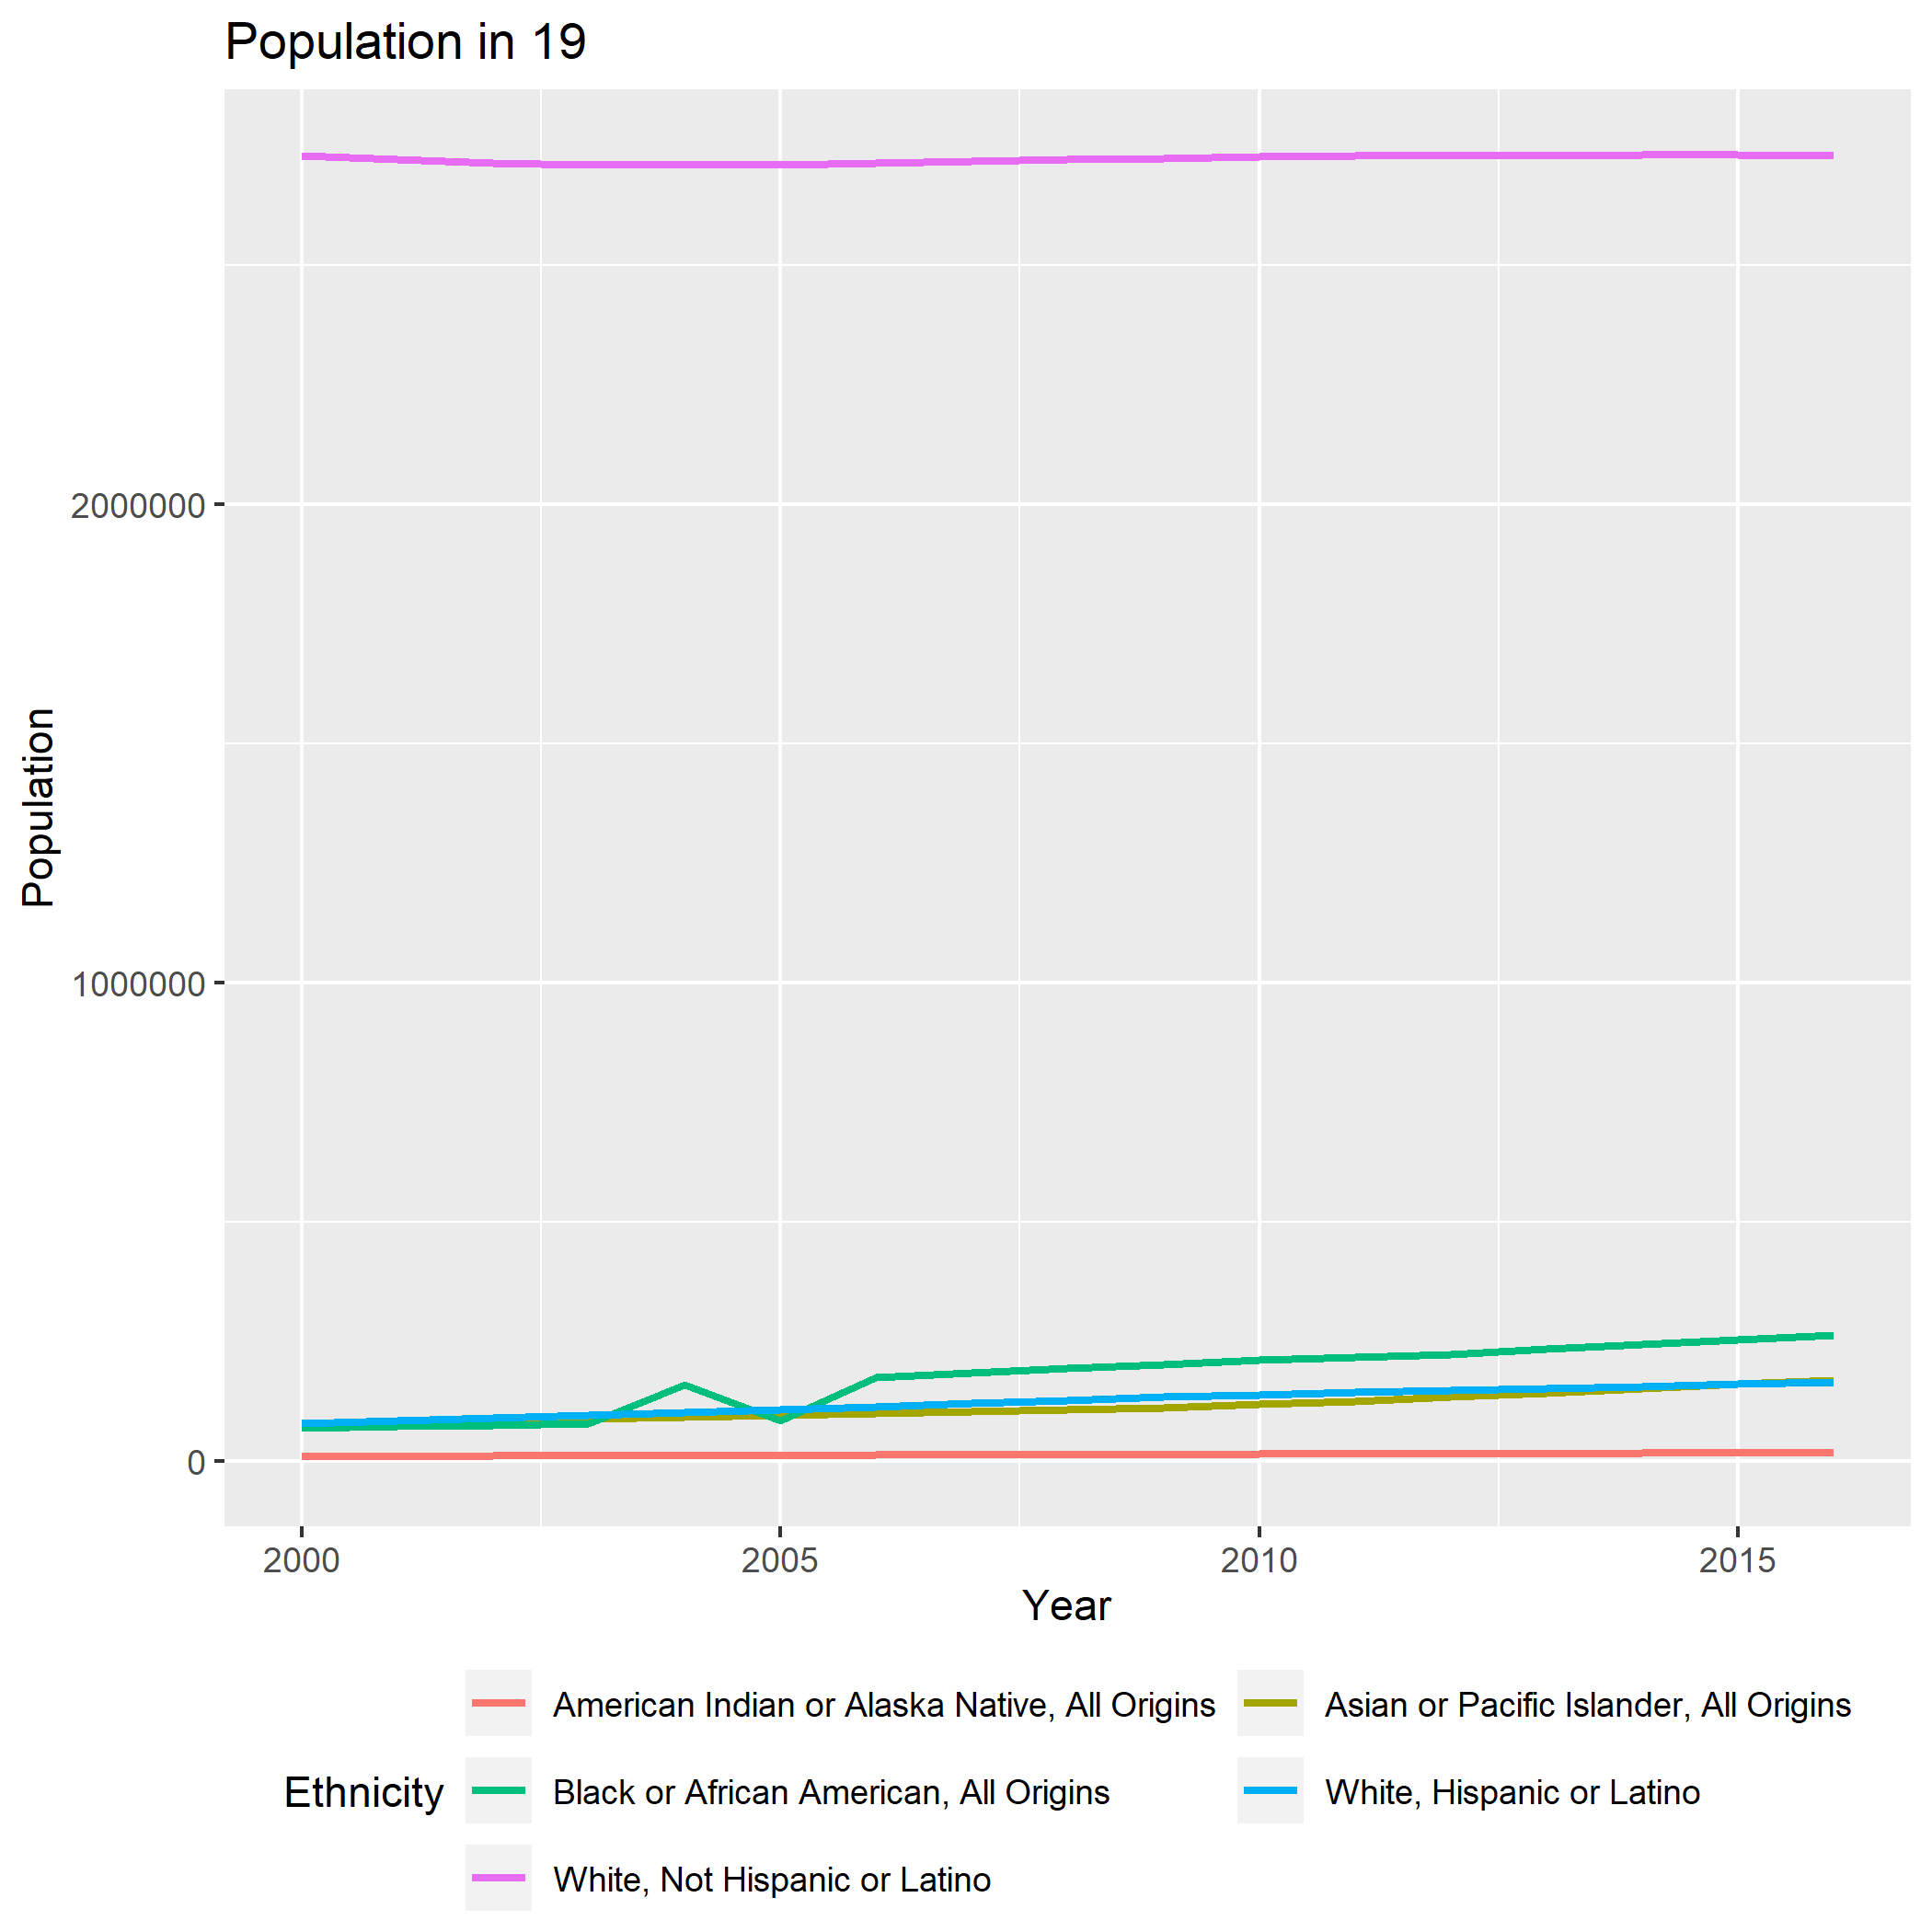 Population in 19
Population
2000000
1000000
0
2000 2005 2010 2015
Year
Ethnicity
American Indian or Alaska Native, All Origins
Asian or Pacific Islander, All Origins
Black or African American, All Origins
White, Hispanic or Latino
White, Not Hispanic or Latino